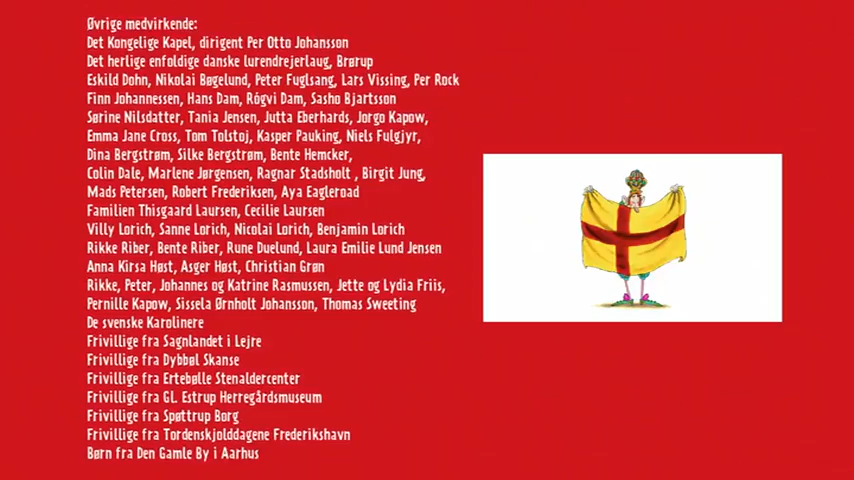 Øvrige medvirkende:
Det Kongelige Kapel, dirigent Per Otto Johansson
Det herlige enfoldige danske lurendrejerlaug, Brørup
Eskild Dohn, Nikolai Bøgelund, Peter Fuglsang, Lars Vissing, Per Rock
Finn Johannessen, Hans Dam, Rógvi Dam, Sasho Bjartsson
Sørine Nilsdatter, Tania Jensen, Jutta Eberhards, Jorgo Kapow,
Emma Jane Cross, Tom Tolstoj, Kasper Pauking, Niels Fulgjyr,
Dina Bergstrøm, Silke Bergstrøm, Bente Hemcker,
Colin Dale, Marlene Jørgensen, Ragnar Stadsholt , Birgit Jung,
Mads Petersen, Robert Frederiksen, Aya Eagleroad
Familien Thisgaard Laursen, Cecilie Laursen
Villy Lorich, Sanne Lorich, Nicolai Lorich, Benjamin Lorich
Rikke Riber, Bente Riber, Rune Duelund, Laura Emilie Lund Jensen
Anna Kirsa Høst, Asger Høst, Christian Grøn
Rikke, Peter, Johannes og Katrine Rasmussen, Jette og Lydia Friis,
Pernille Kapow, Sissela Ørnholt Johansson, Thomas Sweeting
De svenske Karolinere
Frivillige fra Sagnlandet i Lejre
Frivillige fra Dybbøl Skanse
Frivillige fra Ertebølle Stenaldercenter
Frivillige fra Gl. Estrup Herregårdsmuseum
Frivillige fra Spøttrup Borg
Frivillige fra Tordenskjolddagene Frederikshavn
Børn fra Den Gamle By i Aarhus